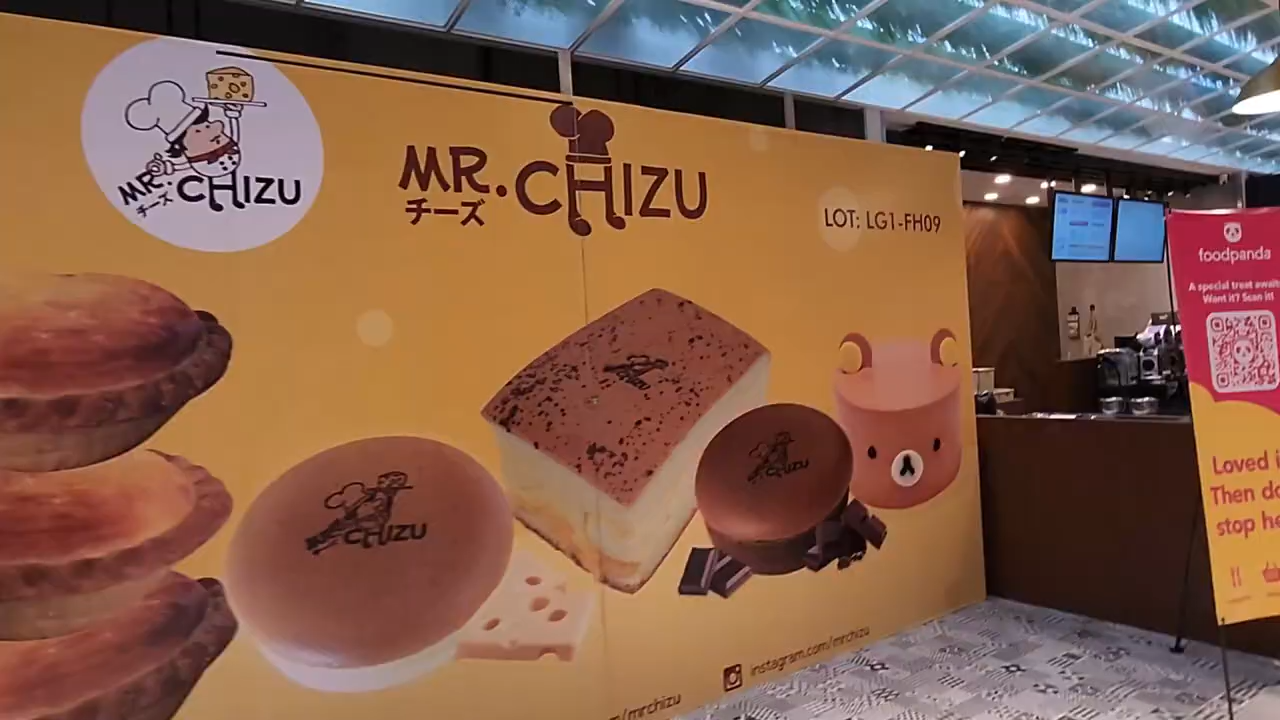 MR. CHIZU
チーズ
MR. CHIZU
チーズ
LOT: LG1-FH09
CHIZU
CHIZU
instagram.com/mrchizu
/mrchizu
foodpanda
A special treat await
Want it? Scan it!
Loved i
Then do
stop he